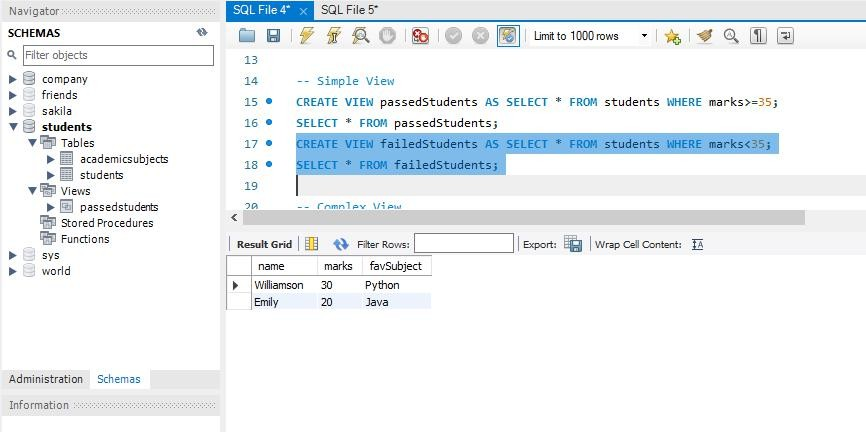 Navigator
SCHEMAS
Filter objects
company
friends
sakila
students
Tables
academicsubjects
students
Views
passedstudents
Stored Procedures
Functions
sys
world
Administration Schemas
Information
SQL File 4* SQL File 5*
Limit to 1000 rows
13
14 -- Simple View
15 CREATE VIEW passedStudents AS SELECT * FROM students WHERE marks>=35;
16 SELECT * FROM passedStudents;
17 CREATE VIEW failedStudents AS SELECT * FROM students WHERE marks<35;
18 SELECT * FROM failedStudents;
19
20 -- Complex View
Result Grid Filter Rows: Export: Wrap Cell Content:
name marks favSubject
Williamson 30 Python
Emily 20 Java